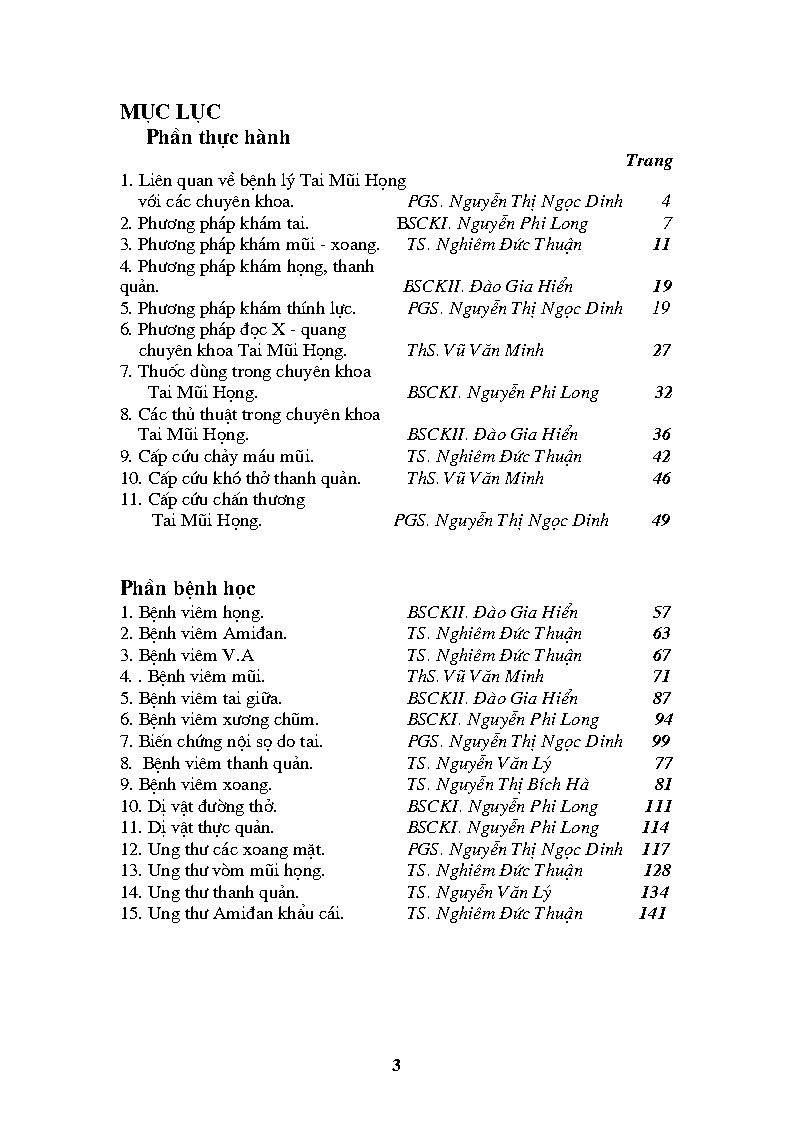 MỤC LỤC
Phần thực hành
Trang
1. Liên quan về bệnh lý Tai Mũi Họng
với các chuyên khoa. PGS. Nguyễn Thị Ngọc Dinh 4
2. Phương pháp khám tai. BSCKI. Nguyễn Phi Long 7
3. Phương pháp khám mũi - xoang. TS. Nghiêm Đức Thuận 11
4. Phương pháp khám họng, thanh
quản. BSCKII. Đào Gia Hiển 19
5. Phương pháp khám thính lực. PGS. Nguyễn Thị Ngọc Dinh 19
6. Phương pháp đọc X - quang
chuyên khoa Tai Mũi Họng. ThS. Vũ Văn Minh 27
7. Thuốc dùng trong chuyên khoa
Tai Mũi Họng. BSCKI. Nguyễn Phi Long 32
8. Các thủ thuật trong chuyên khoa
Tai Mũi Họng. BSCKII. Đào Gia Hiển 36
9. Cấp cứu chảy máu mũi. TS. Nghiêm Đức Thuận 42
10. Cấp cứu khó thở thanh quản. ThS. Vũ Văn Minh 46
11. Cấp cứu chấn thương
Tai Mũi Họng. PGS. Nguyễn Thị Ngọc Dinh 49
Phần bệnh học
1. Bệnh viêm họng. BSCKII. Đào Gia Hiển 57
2. Bệnh viêm Amiđan. TS. Nghiêm Đức Thuận 63
3. Bệnh viêm V.A TS. Nghiêm Đức Thuận 67
4. . Bệnh viêm mũi. ThS. Vũ Văn Minh 71
5. Bệnh viêm tai giữa. BSCKII. Đào Gia Hiển 87
6. Bệnh viêm xương chũm. BSCKI. Nguyễn Phi Long 94
7. Biến chứng nội sọ do tai. PGS. Nguyễn Thị Ngọc Dinh 99
8. Bệnh viêm thanh quản. TS. Nguyễn Văn Lý 77
9. Bệnh viêm xoang. TS. Nguyễn Thị Bích Hà 81
10. Dị vật đường thở. BSCKI. Nguyễn Phi Long 111
11. Dị vật thực quản. BSCKI. Nguyễn Phi Long 114
12. Ung thư các xoang mặt. PGS. Nguyễn Thị Ngọc Dinh 117
13. Ung thư vòm mũi họng. TS. Nghiêm Đức Thuận 128
14. Ung thư thanh quản. TS. Nguyễn Văn Lý 134
15. Ung thư Amiđan khẩu cái. TS. Nghiêm Đức Thuận 141
3